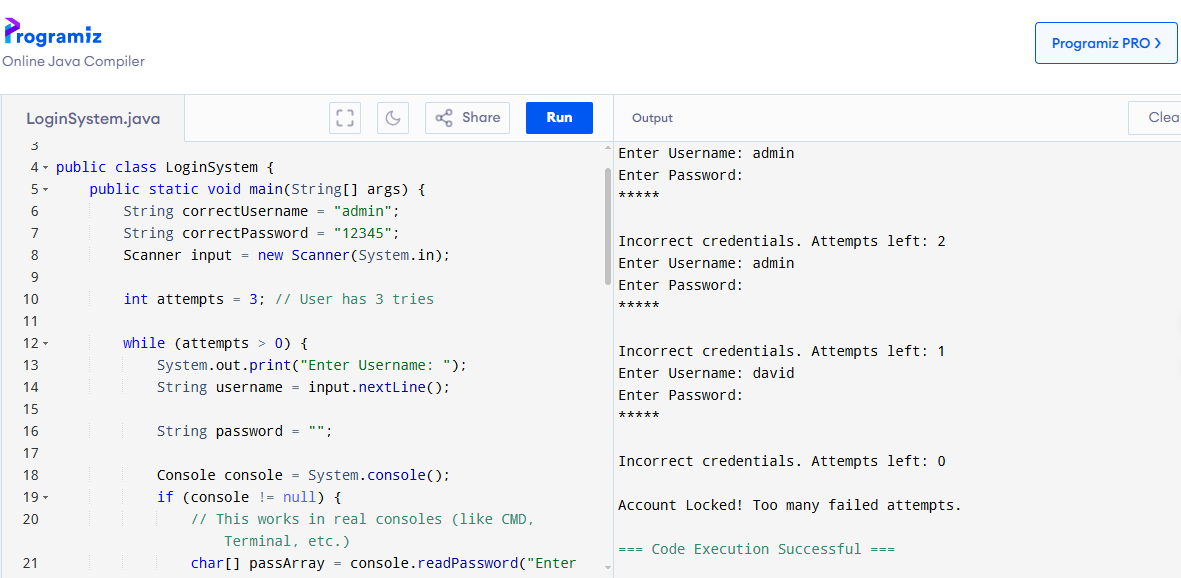 Programiz
Online Java Compiler
Programiz PRO >
LoginSystem.java
Share
Run
Output
Clea
3
4 public class LoginSystem {
5 public static void main(String[] args) {
6 String correctUsername = "admin";
7 String correctPassword = "12345";
8 Scanner input = new Scanner(System.in);
9
10 int attempts = 3; // User has 3 tries
11
12 while (attempts > 0) {
13 System.out.print("Enter Username: ");
14 String username = input.nextLine();
15
16 String password = "";
17
18 Console console = System.console();
19 if (console != null) {
20 // This works in real consoles (like CMD,
Terminal, etc.)
21 char[] passArray = console.readPassword("Enter
Enter Username: admin
Enter Password:
*****
Incorrect credentials. Attempts left: 2
Enter Username: admin
Enter Password:
*****
Incorrect credentials. Attempts left: 1
Enter Username: david
Enter Password:
*****
Incorrect credentials. Attempts left: 0
Account Locked! Too many failed attempts.
=== Code Execution Successful ===